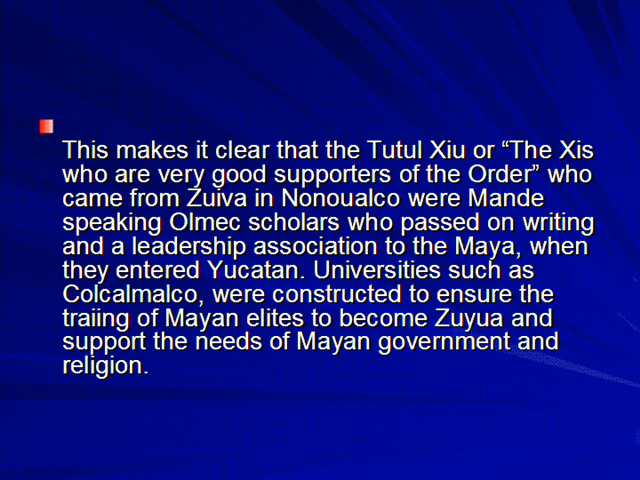 This makes it clear that the Tutul Xiu or “The Xis
who are very good supporters of the Order” who
came from Zuiva in Nonoualco were Mande
speaking Olmec scholars who passed on writing
and a leadership association to the Maya, when
they entered Yucatan. Universities such as
Colcalmalco, were constructed to ensure the
traiing of Mayan elites to become Zuyua and
support the needs of Mayan government and
religion.